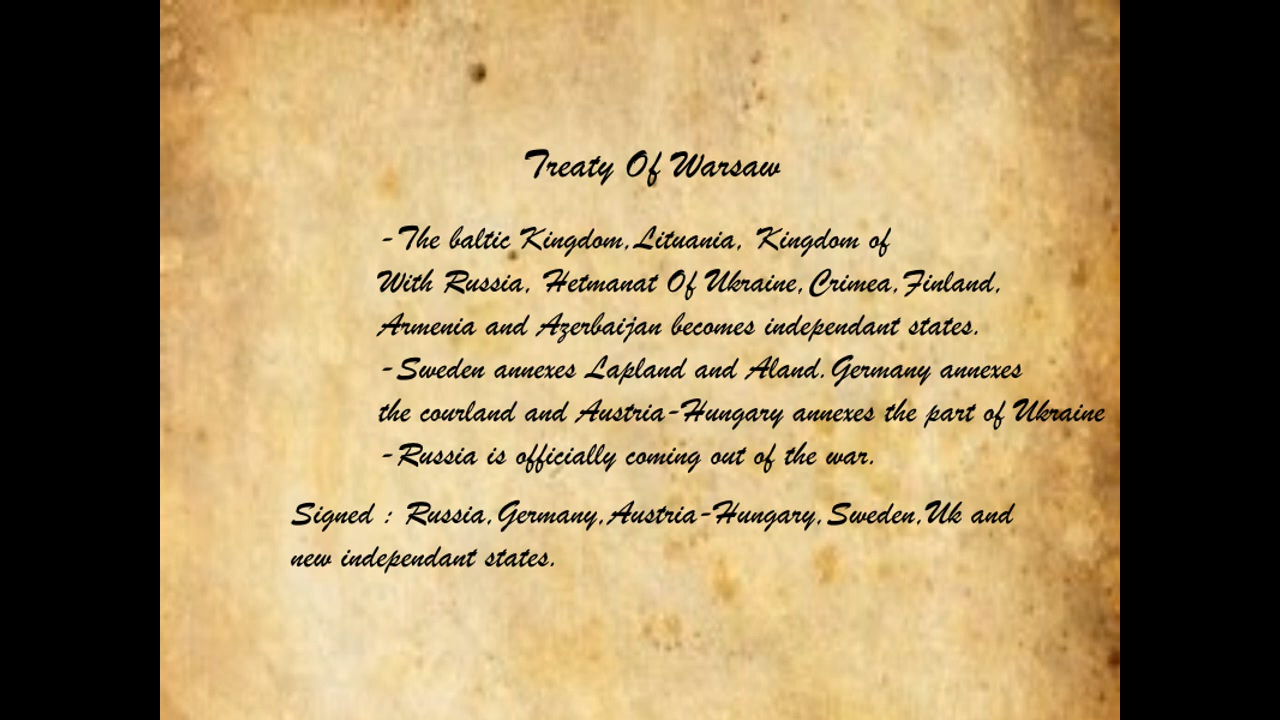 Treaty Of Warsaw
-The baltic Kingdom,Lituania, Kingdom of
With Russia, Hetmanat Of Ukraine,Crimea,Finland,
Armenia and Azerbaijan becomes independant states.
-Sweden annexes Lapland and Aland.Germany annexes
the courland and Austria-Hungary annexes the part of Ukraine
-Russia is officially coming out of the war.
Signed : Russia,Germany,Austria-Hungary,Sweden,Uk and
new independant states.